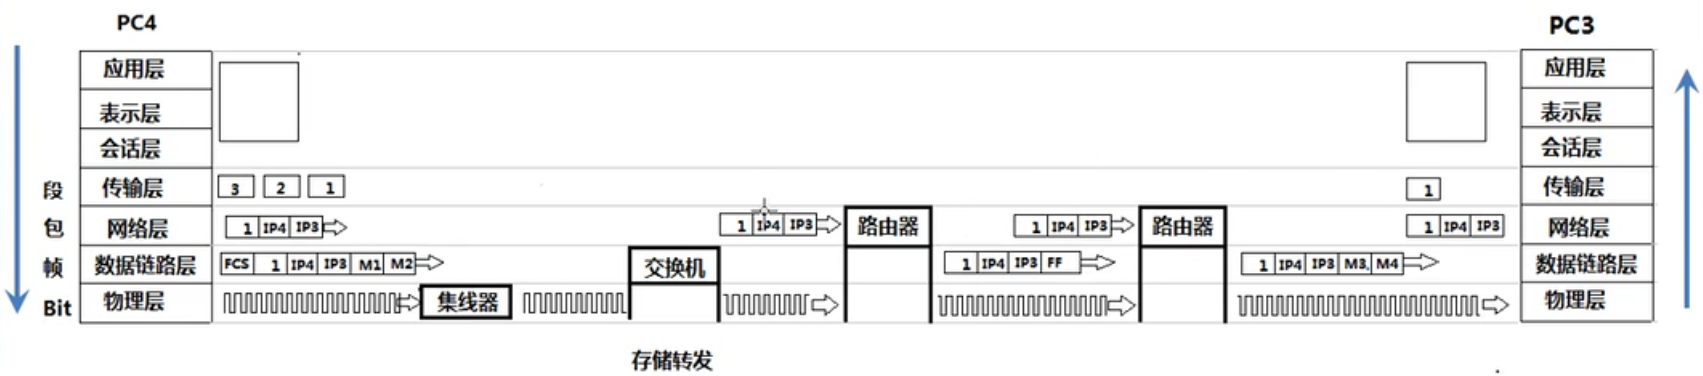 PC4 PC3
应用层 应用层
表示层 表示层
会话层 会话层
段 传输层 3 2 1 1 传输层
包 网络层 1 IP4 IP3 1 IP4 IP3 路由器 1 IP4 IP3 路由器 1 IP4 IP3 网络层
帧 数据链路层 FCS 1 IP4 IP3 M1 M2 交换机 1 IP4 IP3 FF 1 IP4 IP3 M3, M4 数据链路层
Bit 物理层 集线器 物理层
存储转发